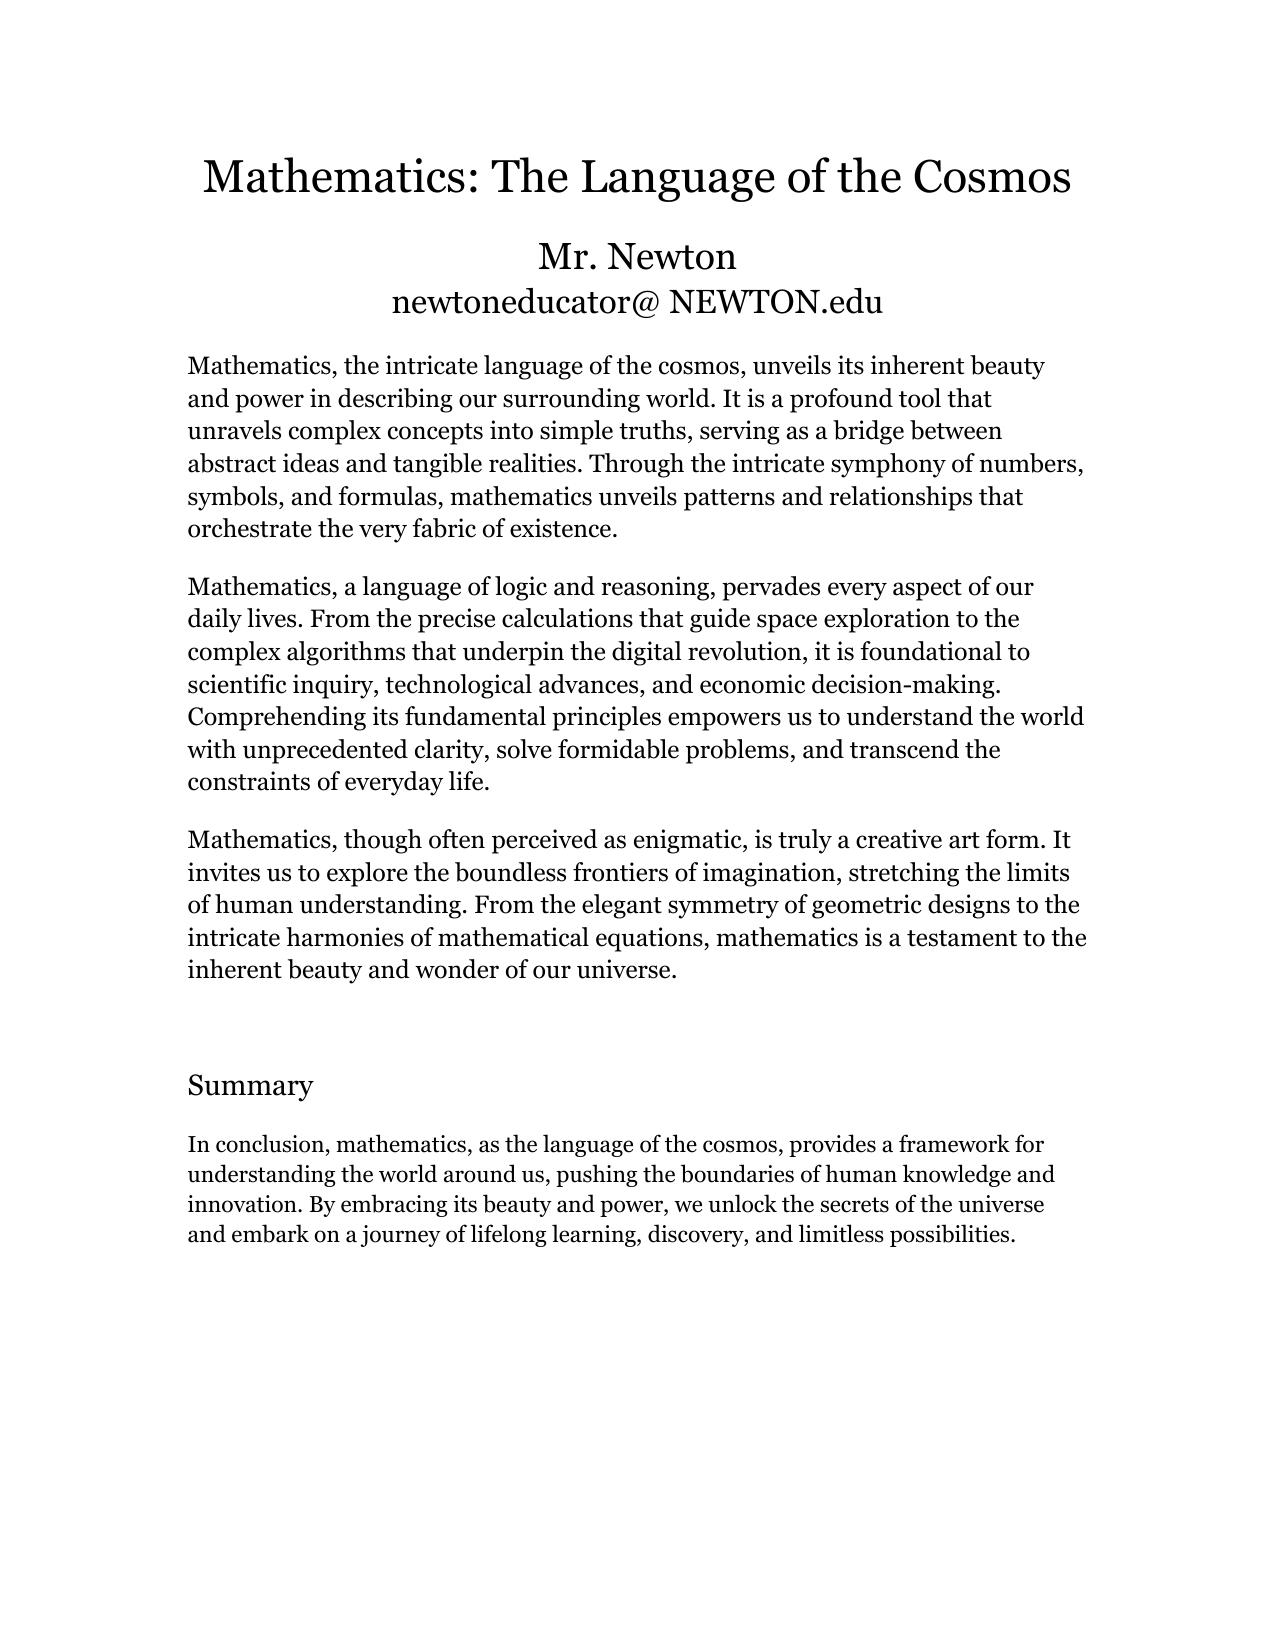 Mathematics: The Language of the Cosmos
Mr. Newton
newtoneducator@ NEWTON.edu
Mathematics, the intricate language of the cosmos, unveils its inherent beauty
and power in describing our surrounding world. It is a profound tool that
unravels complex concepts into simple truths, serving as a bridge between
abstract ideas and tangible realities. Through the intricate symphony of numbers,
symbols, and formulas, mathematics unveils patterns and relationships that
orchestrate the very fabric of existence.
Mathematics, a language of logic and reasoning, pervades every aspect of our
daily lives. From the precise calculations that guide space exploration to the
complex algorithms that underpin the digital revolution, it is foundational to
scientific inquiry, technological advances, and economic decision-making.
Comprehending its fundamental principles empowers us to understand the world
with unprecedented clarity, solve formidable problems, and transcend the
constraints of everyday life.
Mathematics, though often perceived as enigmatic, is truly a creative art form. It
invites us to explore the boundless frontiers of imagination, stretching the limits
of human understanding. From the elegant symmetry of geometric designs to the
intricate harmonies of mathematical equations, mathematics is a testament to the
inherent beauty and wonder of our universe.
Summary
In conclusion, mathematics, as the language of the cosmos, provides a framework for
understanding the world around us, pushing the boundaries of human knowledge and
innovation. By embracing its beauty and power, we unlock the secrets of the universe
and embark on a journey of lifelong learning, discovery, and limitless possibilities.